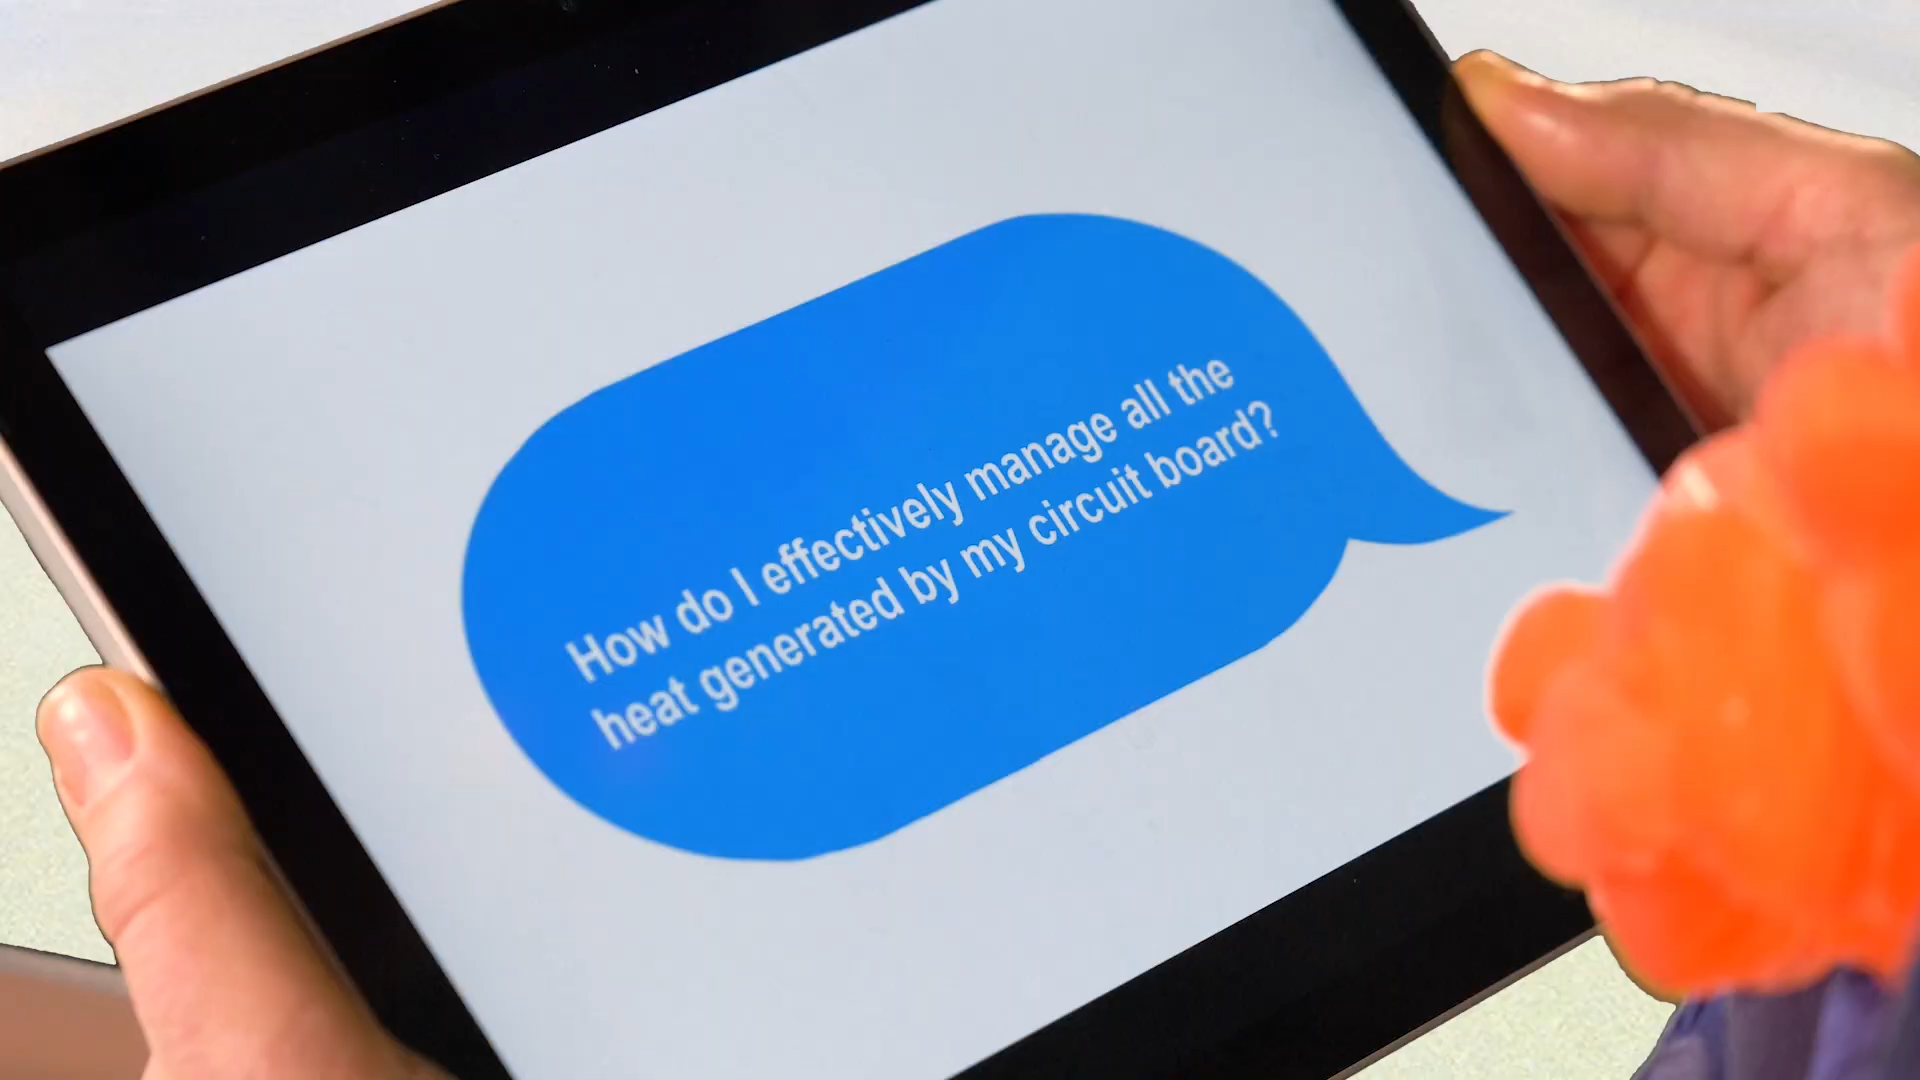 How do I effectively manage all the
heat generated by my circuit board?